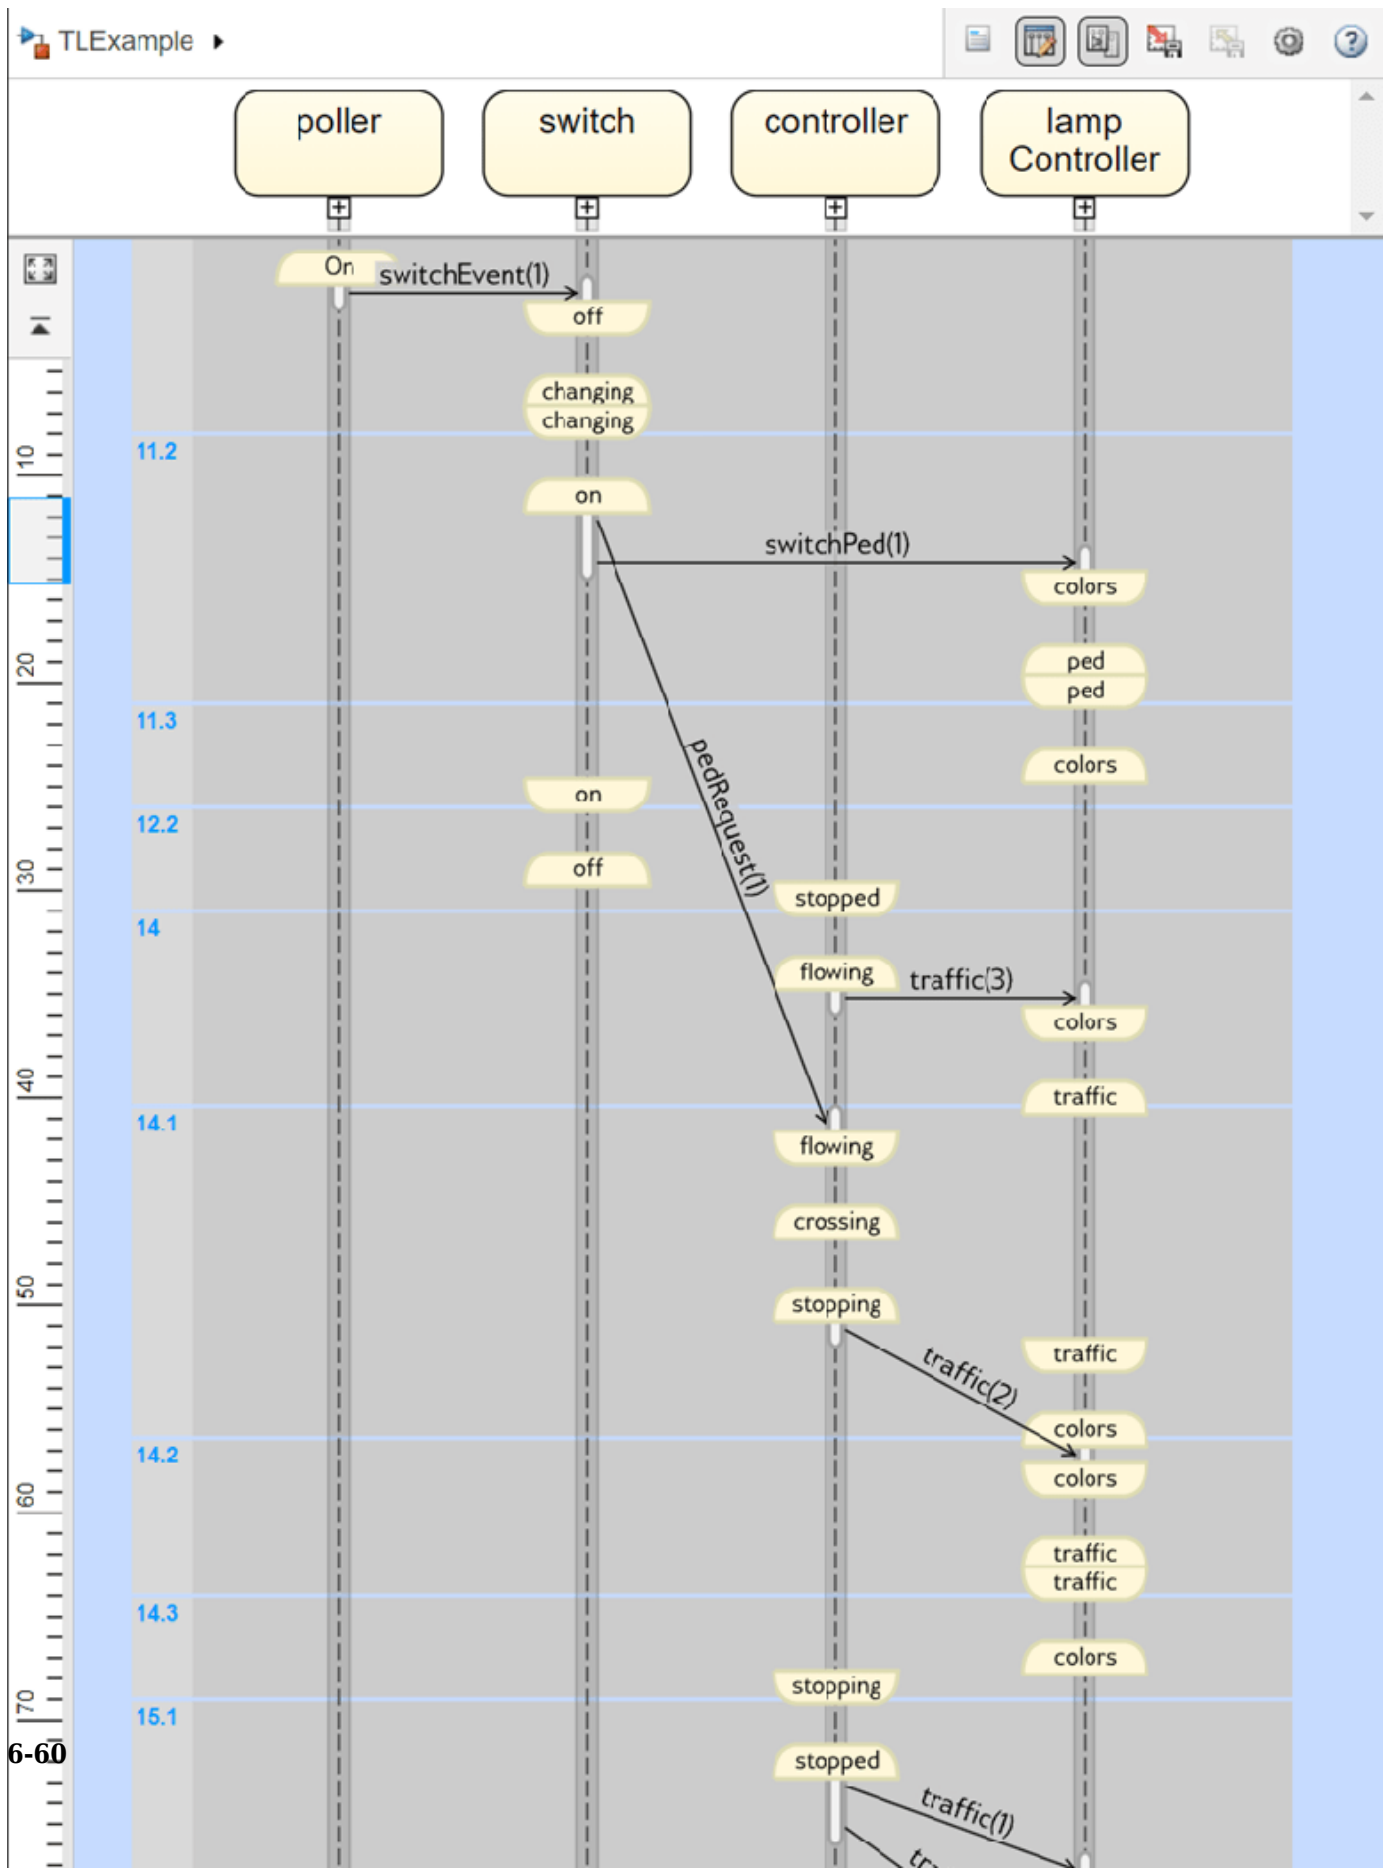 TLExample
poller
switch
controller
lamp
Controller
On
switchEvent(1)
off
changing
changing
11.2
10
on
switchPed(1)
colors
20
ped
ped
11.3
pedRequest(1)
colors
on
12.2
30
off
stopped
14
flowing
traffic(3)
colors
40
traffic
14.1
flowing
crossing
50
stopping
traffic(2)
traffic
colors
14.2
60
colors
traffic
traffic
14.3
colors
stopping
70
15.1
6-60
stopped
traffic(1)